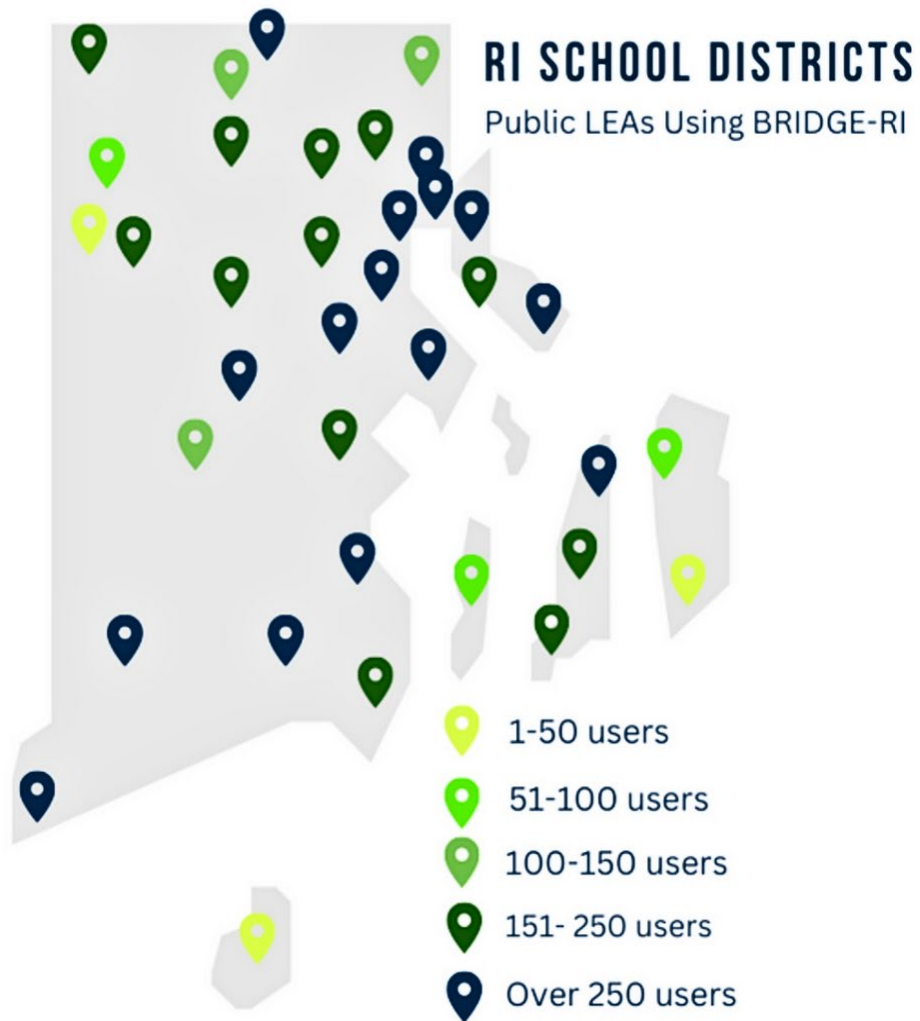 RI SCHOOL DISTRICTS
Public LEAs Using BRIDGE-RI
1-50 users
51-100 users
100-150 users
151- 250 users
Over 250 users